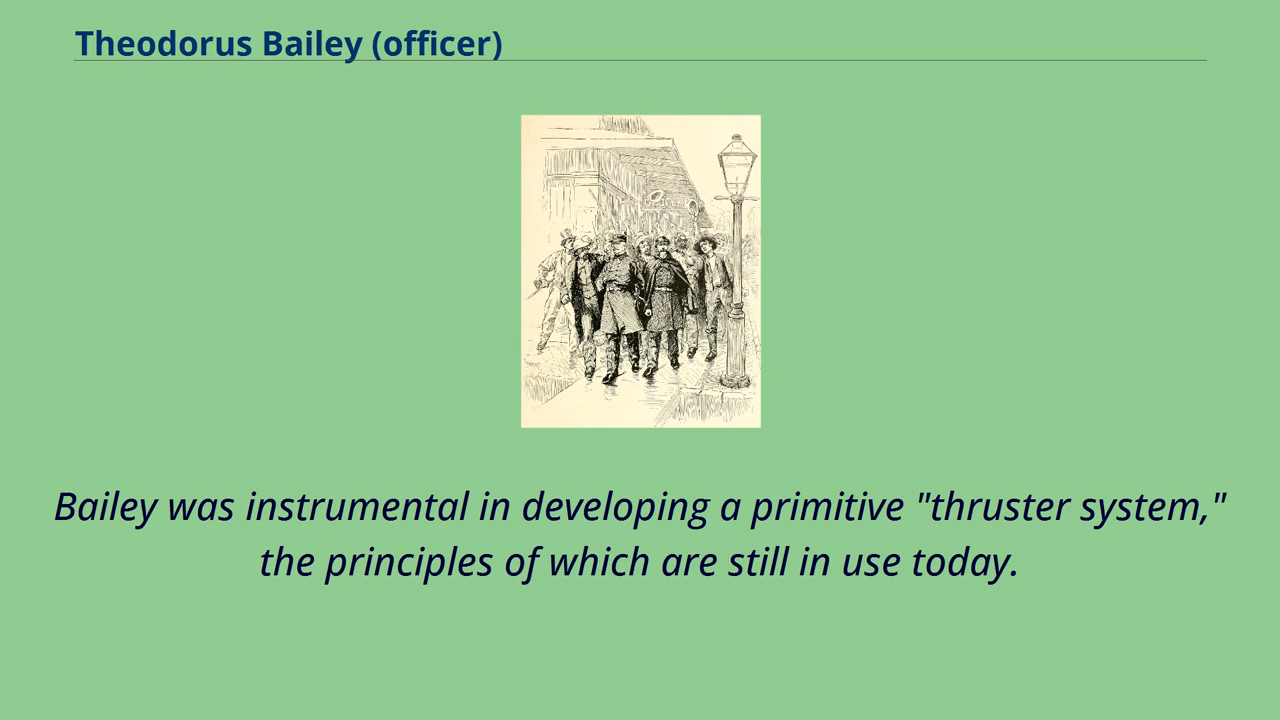 Theodorus Bailey (officer)
Bailey was instrumental in developing a primitive "thruster system,"
the principles of which are still in use today.